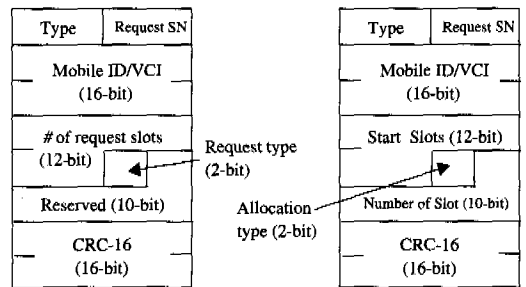 Type Request SN
Mobile ID/VCI
(16-bit)
# of request slots
(12-bit)
Reserved (10-bit)
CRC-16
(16-bit)
Request type
(2-bit)
Allocation
type (2-bit)
Type Request SN
Mobile ID/VCI
(16-bit)
Start Slots (12-bit)
Number of Slot (10-bit)
CRC-16
(16-bit)